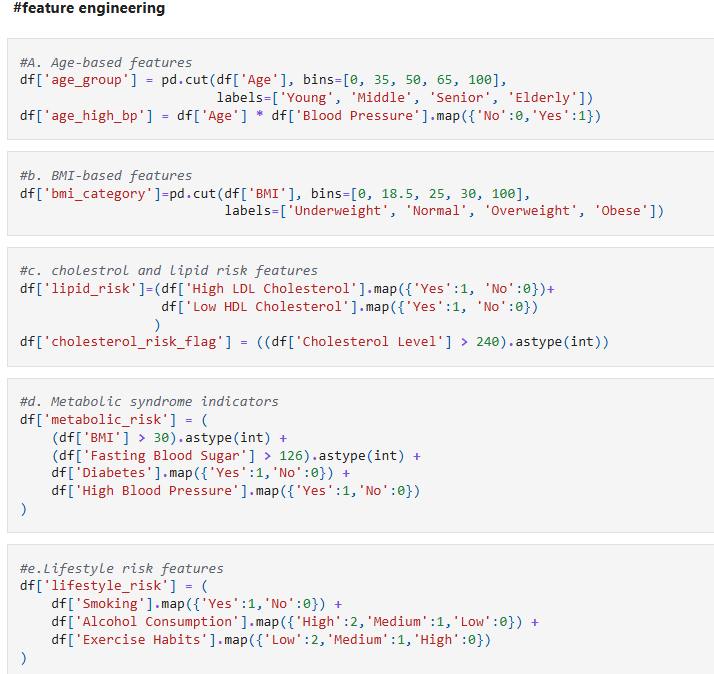 #feature engineering
#A. Age-based features
df['age_group'] = pd.cut(df['Age'], bins=[0, 35, 50, 65, 100],
                         labels=['Young', 'Middle', 'Senior', 'Elderly'])
df['age_high_bp'] = df['Age'] * df['Blood Pressure'].map({'No':0,'Yes':1})
#b. BMI-based features
df['bmi_category']=pd.cut(df['BMI'], bins=[0, 18.5, 25, 30, 100],
                          labels=['Underweight', 'Normal', 'Overweight', 'Obese'])
#c. cholestrol and lipid risk features
df['lipid_risk']=(df['High LDL Cholesterol'].map({'Yes':1, 'No':0})+
                  df['Low HDL Cholesterol'].map({'Yes':1, 'No':0})
                 )
df['cholesterol_risk_flag'] = ((df['Cholesterol Level'] > 240).astype(int))
#d. Metabolic syndrome indicators
df['metabolic_risk'] = (
    (df['BMI'] > 30).astype(int) +
    (df['Fasting Blood Sugar'] > 126).astype(int) +
    df['Diabetes'].map({'Yes':1,'No':0}) +
    df['High Blood Pressure'].map({'Yes':1,'No':0})
)
#e.Lifestyle risk features
df['lifestyle_risk'] = (
    df['Smoking'].map({'Yes':1,'No':0}) +
    df['Alcohol Consumption'].map({'High':2,'Medium':1,'Low':0}) +
    df['Exercise Habits'].map({'Low':2,'Medium':1,'High':0})
)